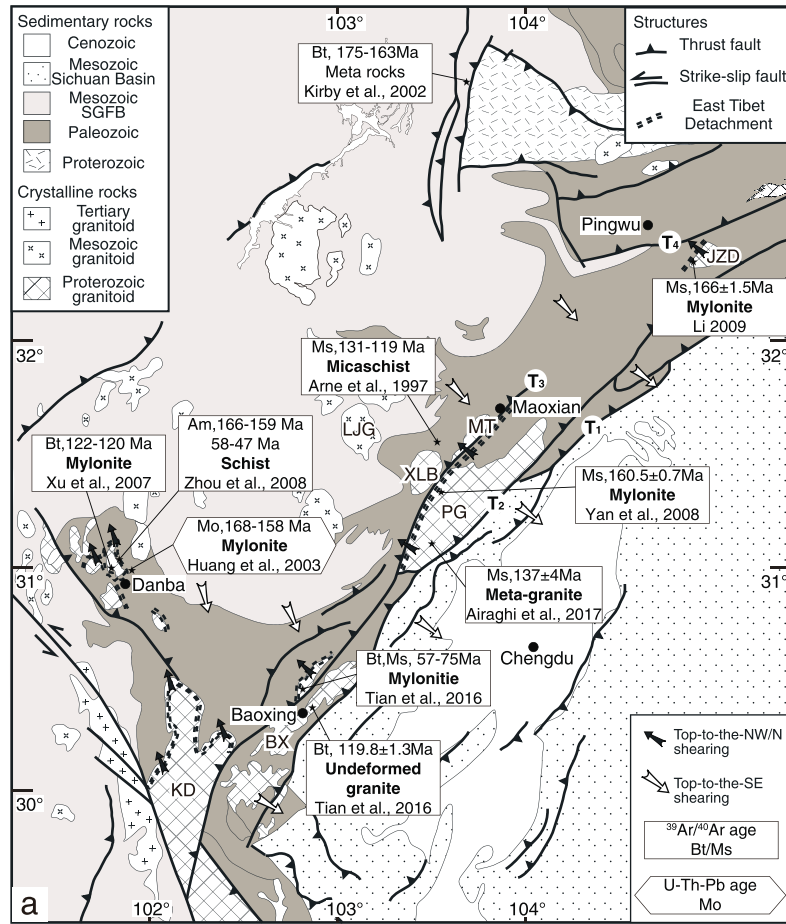 Sedimentary rocks
Cenozoic
Mesozoic
Sichuan Basin
Mesozoic
SGFB
Paleozoic
Proterozoic
Crystalline rocks
Tertiary
granitoid
Mesozoic
granitoid
Proterozoic
granitoid
103°
104°
Structures
Thrust fault
Strike-slip fault
East Tibet
Detachment
Bt, 175-163Ma
Meta rocks
Kirby et al., 2002
Pingwu
T4
JZD
Ms,166±1.5Ma
Mylonite
Li 2009
32°
32°
Ms,131-119 Ma
Micaschist
Arne et al., 1997
T3
Maoxian
MT
T1
LJG
XLB
PG
T2
Bt,122-120 Ma
Mylonite
Xu et al., 2007
Am,166-159 Ma
58-47 Ma
Schist
Zhou et al., 2008
Ms,160.5±0.7Ma
Mylonite
Yan et al., 2008
Mo,168-158 Ma
Mylonite
Huang et al., 2003
31°
31°
Danba
Ms,137±4Ma
Meta-granite
Airaghi et al., 2017
Chengdu
Bt,Ms, 57-75Ma
Mylonitie
Tian et al., 2016
Baoxing
BX
Bt, 119.8±1.3Ma
Undeformed
granite
Tian et al., 2016
KD
30°
Top-to-the-NW/N
shearing
Top-to-the-SE
shearing
39Ar/40Ar age
Bt/Ms
U-Th-Pb age
Mo
a
102°
103°
104°